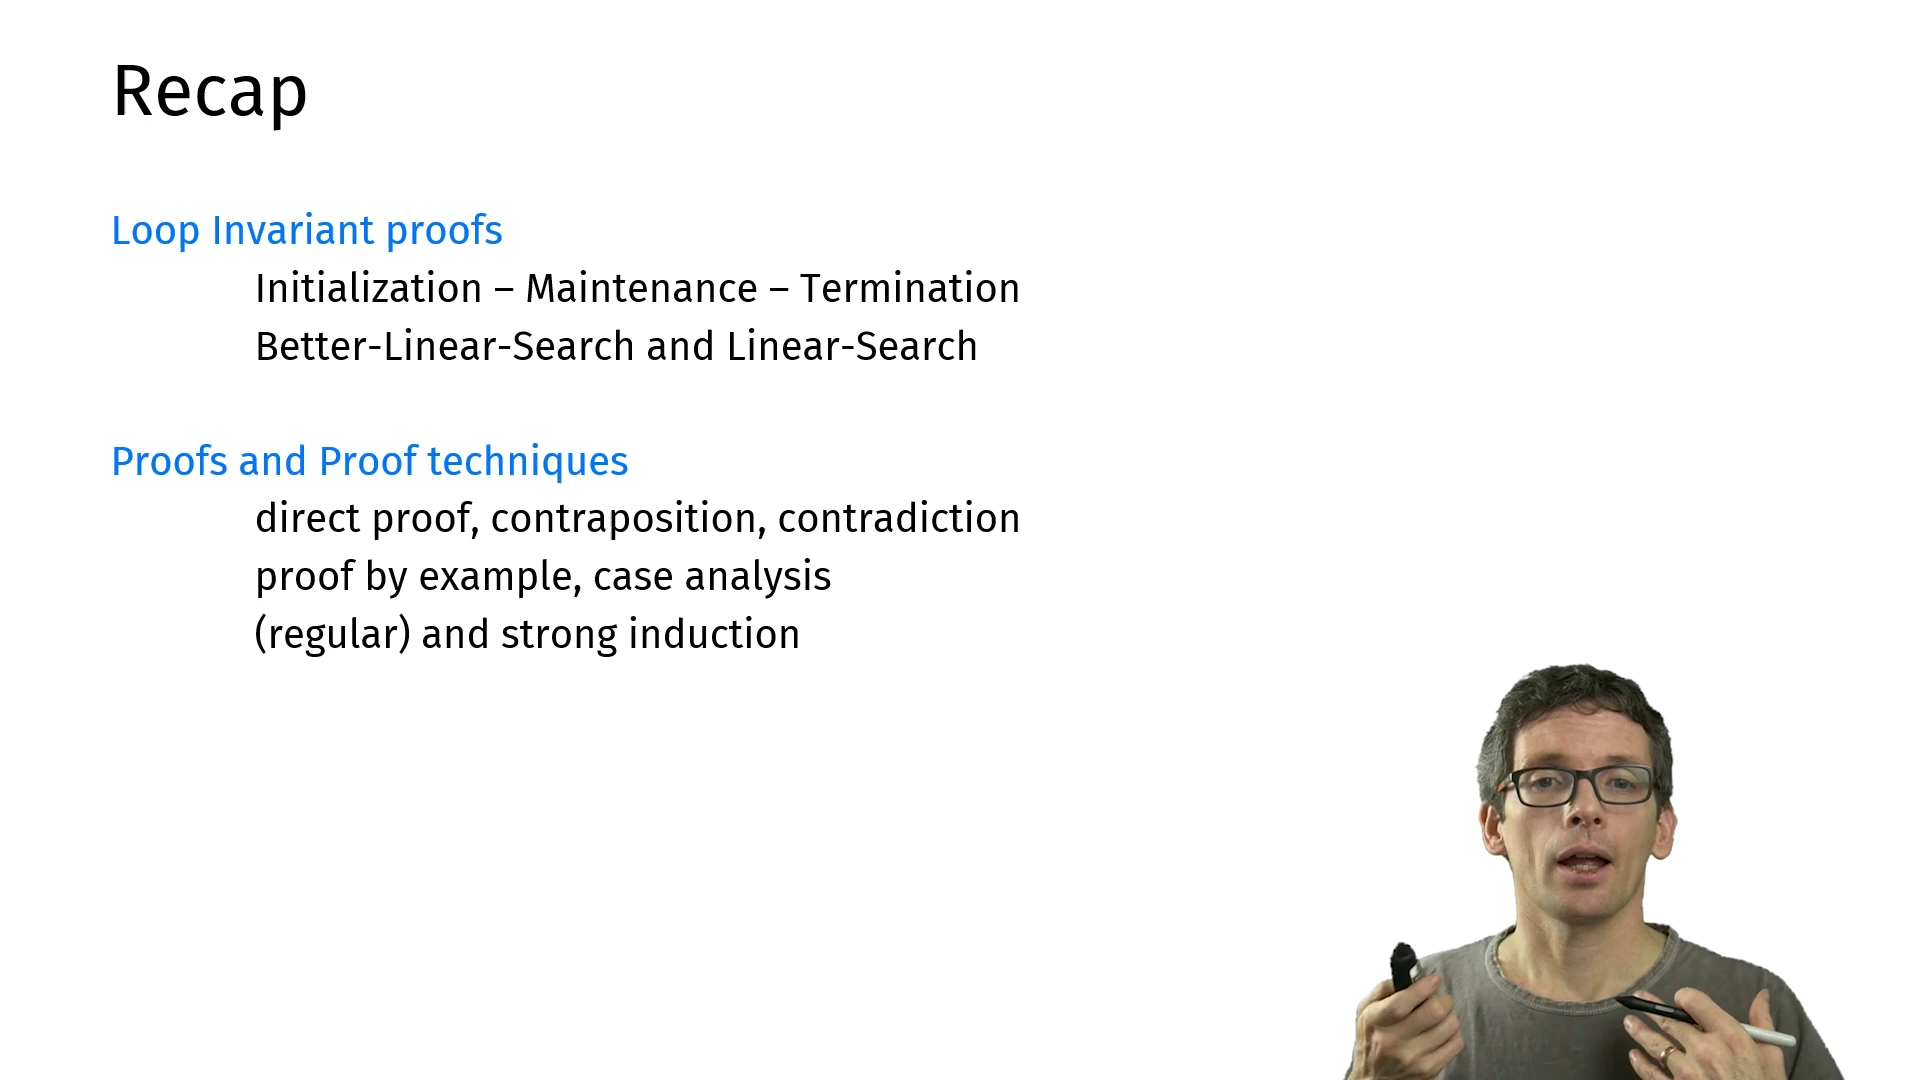 Recap
Loop Invariant proofs
Initialization – Maintenance – Termination
Better-Linear-Search and Linear-Search
Proofs and Proof techniques
direct proof, contraposition, contradiction
proof by example, case analysis
(regular) and strong induction